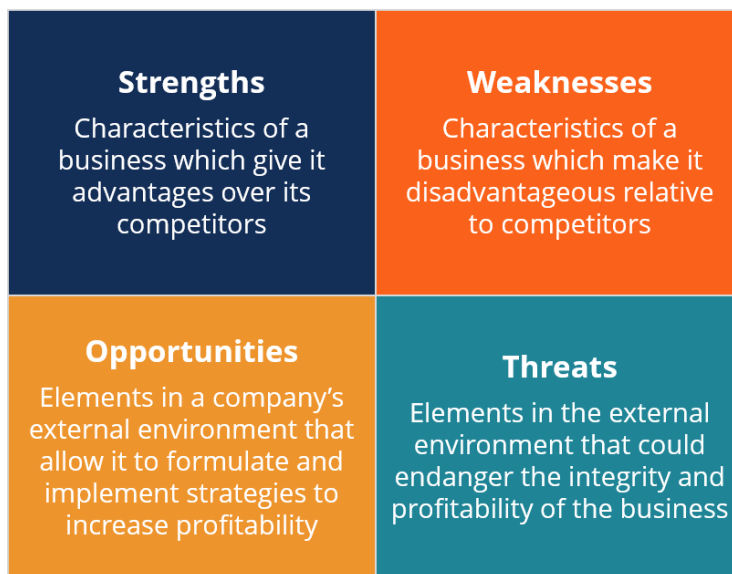 Strengths
Characteristics of a
business which give it
advantages over its
competitors
Weaknesses
Characteristics of a
business which make it
disadvantageous relative
to competitors
Opportunities
Elements in a company’s
external environment that
allow it to formulate and
implement strategies to
increase profitability
Threats
Elements in the external
environment that could
endanger the integrity and
profitability of the business